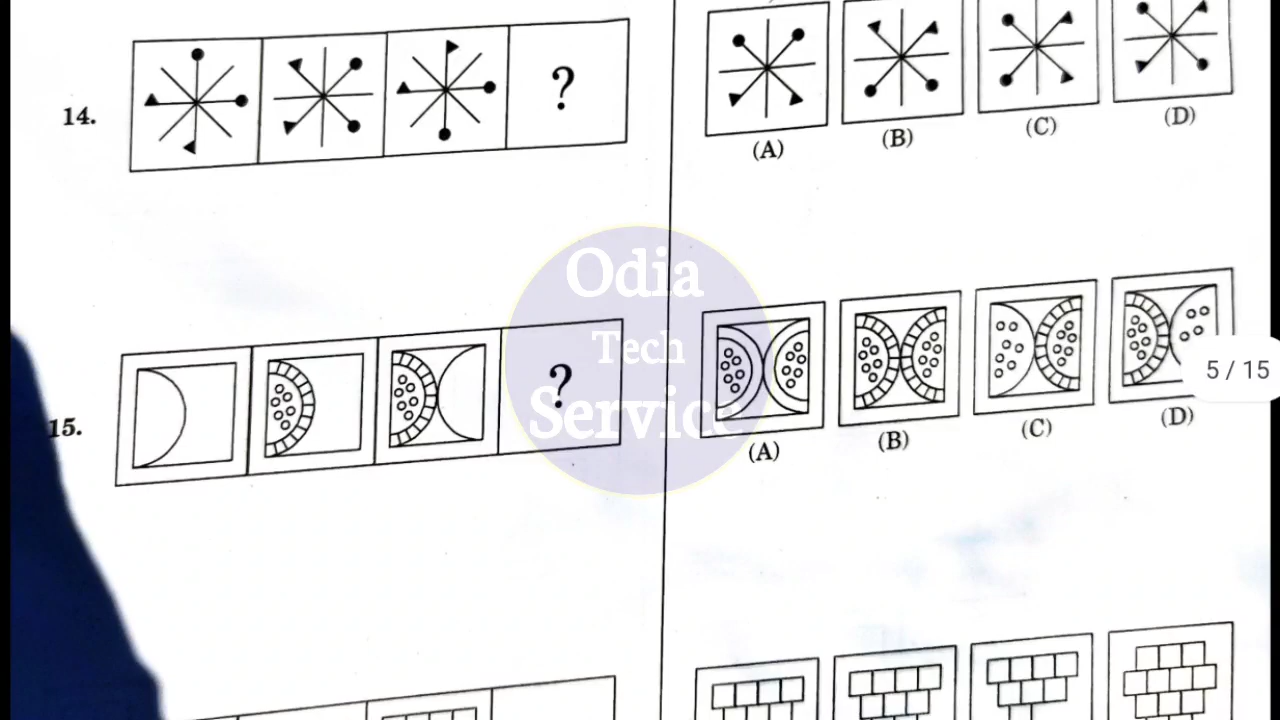 14.
?
(A)
(B)
(C)
(D)
15.
?
(A)
(B)
(C)
(D)
Odia
Tech
Service
5 / 15